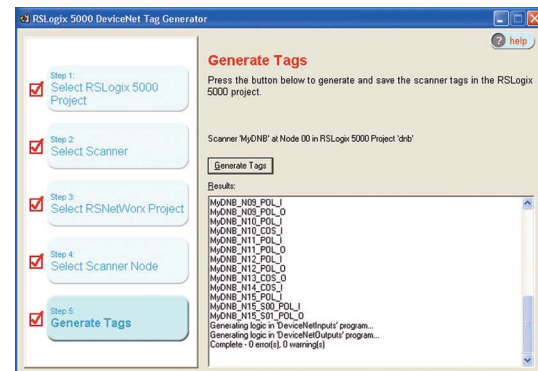 RSLogix 5000 DeviceNet Tag Generator
help
Step 1:
Select RSLogix 5000
Project
Step 2:
Select Scanner
Step 3:
Select RSNetWorx Project
Step 4:
Select Scanner Node
Step 5:
Generate Tags
Generate Tags
Press the button below to generate and save the scanner tags in the RSLogix
5000 project.
Scanner 'MyDNB' at Node 00 in RSLogix 5000 Project 'dnb'
Generate Tags
Results:
MyDNB_N09_POL_I
MyDNB_N09_POL_O
MyDNB_N10_POL_I
MyDNB_N10_COS_I
MyDNB_N11_POL_I
MyDNB_N11_POL_O
MyDNB_N12_POL_I
MyDNB_N12_POL_O
MyDNB_N13_COS_O
MyDNB_N14_COS_I
MyDNB_N15_POL_I
MyDNB_N15_S00_POL_I
MyDNB_N15_S01_POL_O
Generating logic in 'DeviceNetInputs' program...
Generating logic in 'DeviceNetOutputs' program...
Complete - 0 error(s), 0 warning(s)